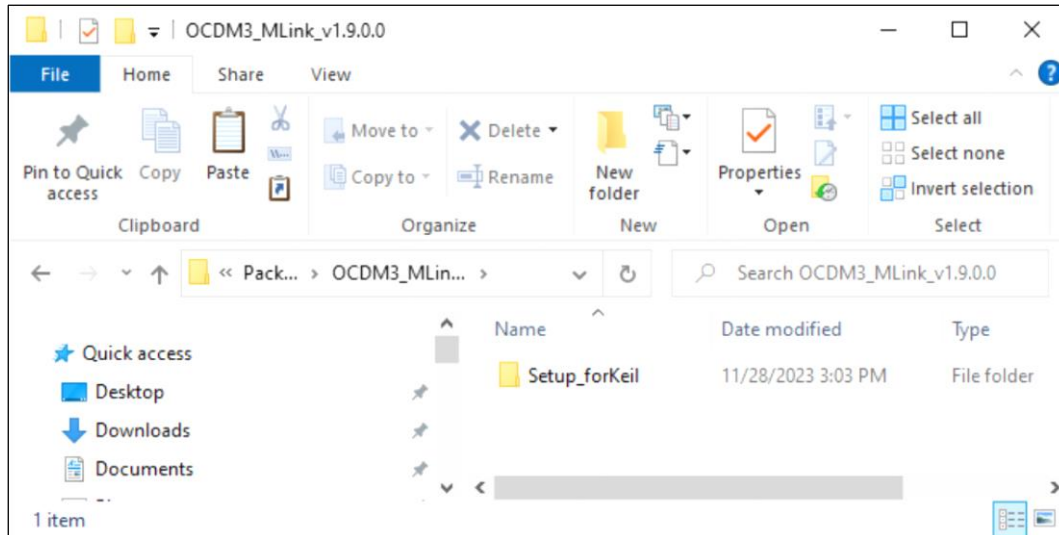 OCDM3_MLink_v1.9.0.0
File Home Share View
Pin to Quick access
Copy
Paste
Move to
Copy to
Delete
Rename
New folder
Properties
Select all
Select none
Invert selection
Clipboard Organize New Open Select
« Pack... › OCDM3_MLin... ›
Search OCDM3_MLink_v1.9.0.0
Name Date modified Type
Quick access
Desktop
Downloads
Documents
Setup_forKeil 11/28/2023 3:03 PM File folder
1 item